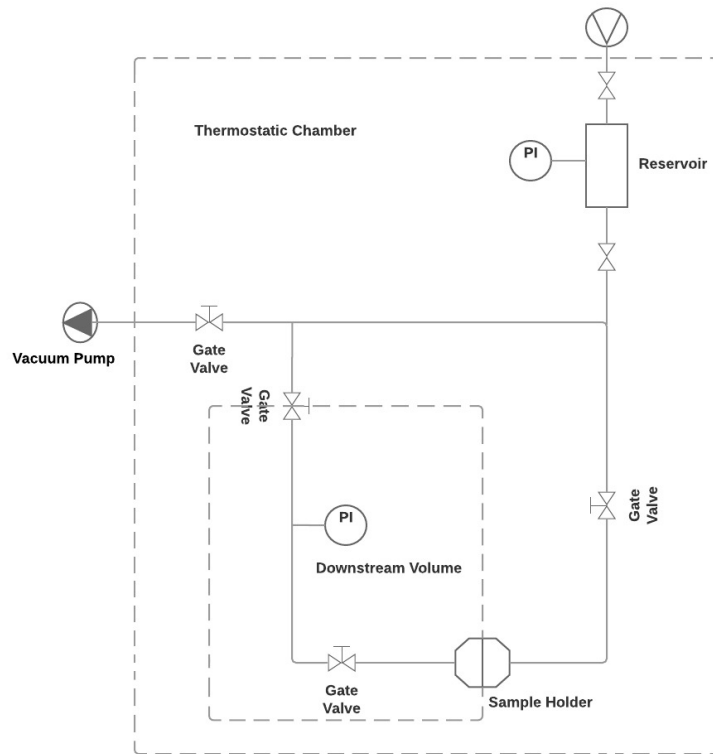 Thermostatic Chamber
PI
Reservoir
Vacuum Pump
Gate
Valve
Gate
Valve
Gate
Valve
PI
Downstream Volume
Gate
Valve
Sample Holder